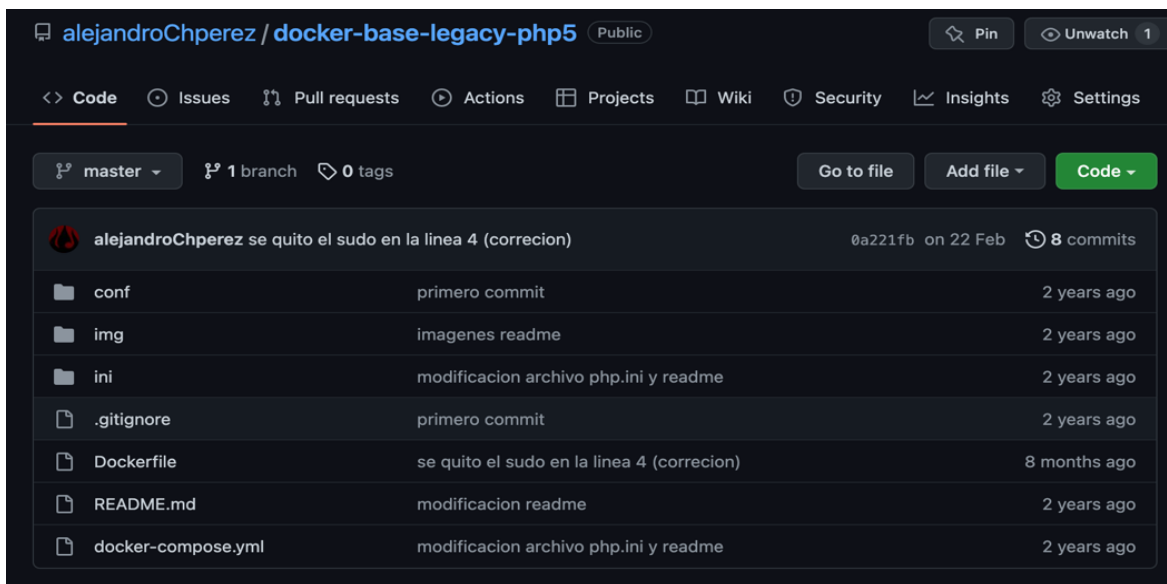 alejandroChperez / docker-base-legacy-php5 Public Pin Unwatch 1
Code Issues Pull requests Actions Projects Wiki Security Insights Settings
master 1 branch 0 tags Go to file Add file Code
alejandroChperez se quito el sudo en la linea 4 (correcion) 0a221fb on 22 Feb 8 commits
conf primero commit 2 years ago
img imagenes readme 2 years ago
ini modificacion archivo php.ini y readme 2 years ago
.gitignore primero commit 2 years ago
Dockerfile se quito el sudo en la linea 4 (correcion) 8 months ago
README.md modificacion readme 2 years ago
docker-compose.yml modificacion archivo php.ini y readme 2 years ago